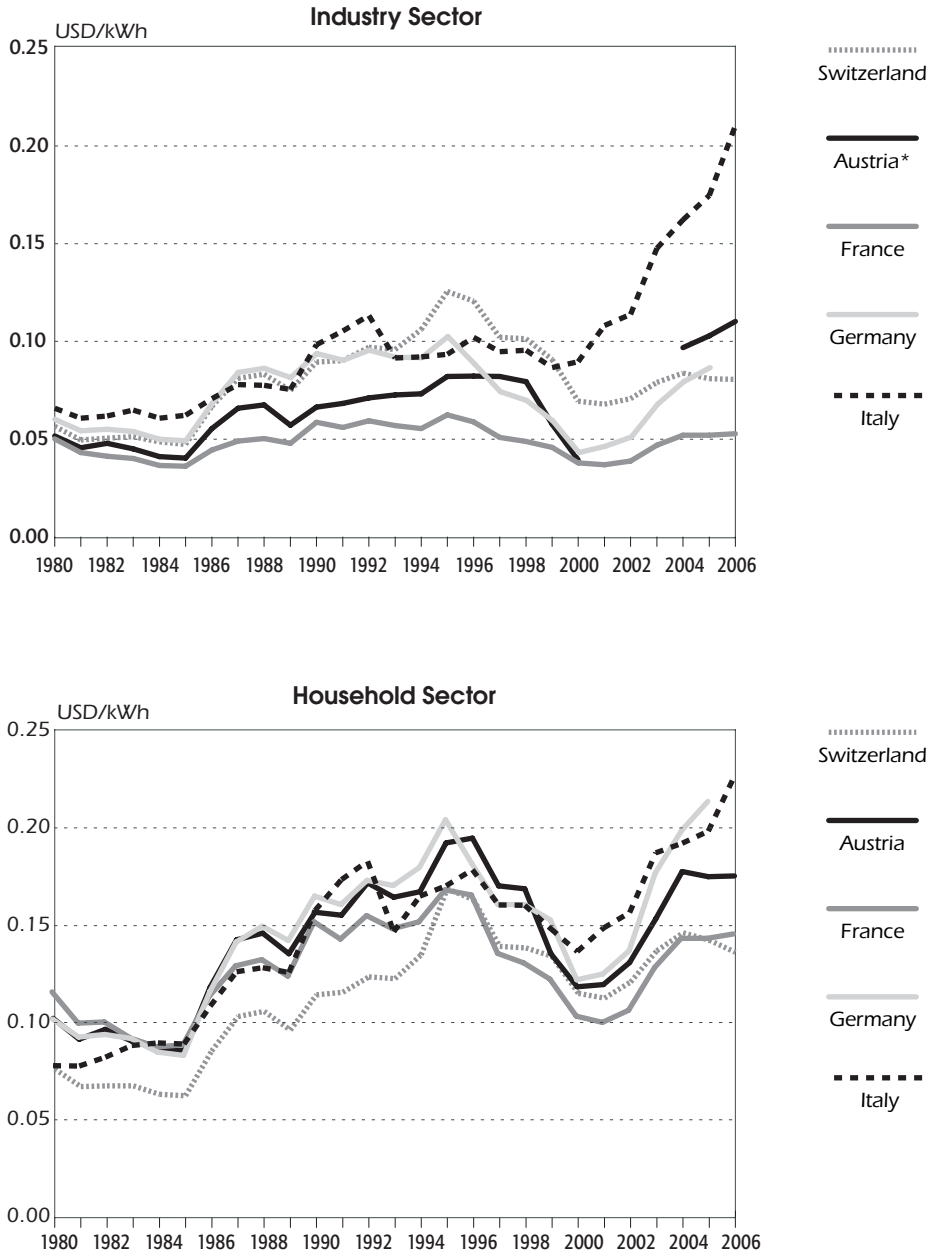 Industry Sector
USD/kWh
0.25
0.20
0.15
0.10
0.05
0.00
1980 1982 1984 1986 1988 1990 1992 1994 1996 1998 2000 2002 2004 2006
Switzerland
Austria*
France
Germany
Italy
Household Sector
USD/kWh
0.25
0.20
0.15
0.10
0.05
0.00
1980 1982 1984 1986 1988 1990 1992 1994 1996 1998 2000 2002 2004 2006
Switzerland
Austria
France
Germany
Italy